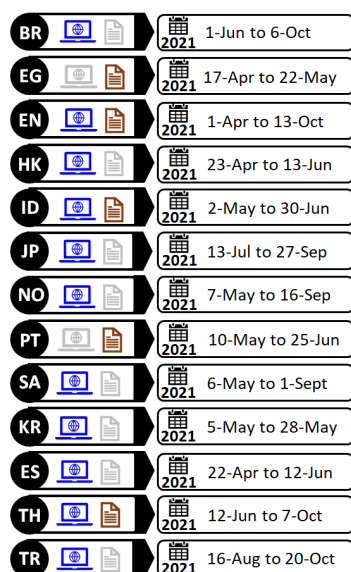 BR 2021 1-Jun to 6-Oct
EG 2021 17-Apr to 22-May
EN 2021 1-Apr to 13-Oct
HK 2021 23-Apr to 13-Jun
ID 2021 2-May to 30-Jun
JP 2021 13-Jul to 27-Sep
NO 2021 7-May to 16-Sep
PT 2021 10-May to 25-Jun
SA 2021 6-May to 1-Sept
KR 2021 5-May to 28-May
ES 2021 22-Apr to 12-Jun
TH 2021 12-Jun to 7-Oct
TR 2021 16-Aug to 20-Oct